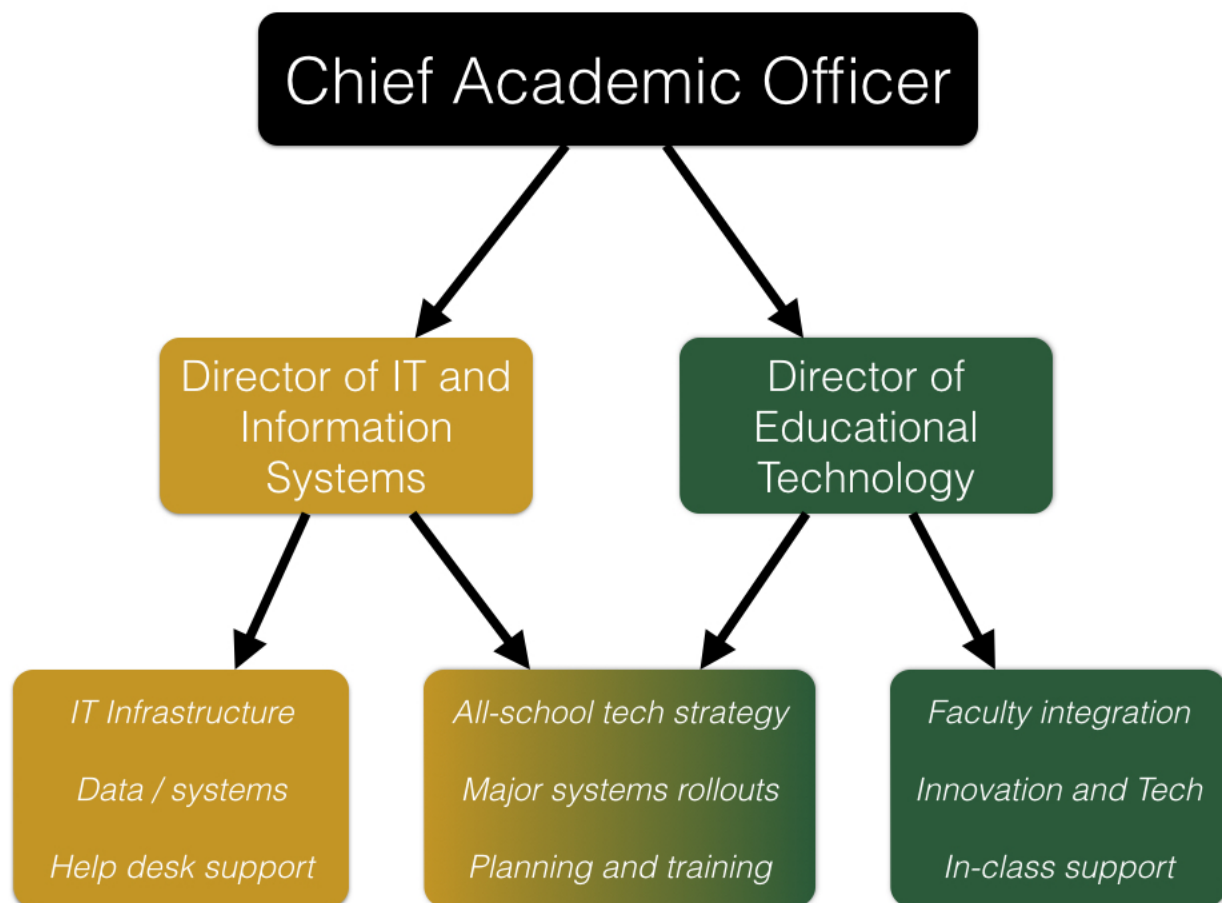 Chief Academic Officer
Director of IT and
Information
Systems
Director of
Educational
Technology
IT Infrastructure
Data / systems
Help desk support
All-school tech strategy
Major systems rollouts
Planning and training
Faculty integration
Innovation and Tech
In-class support